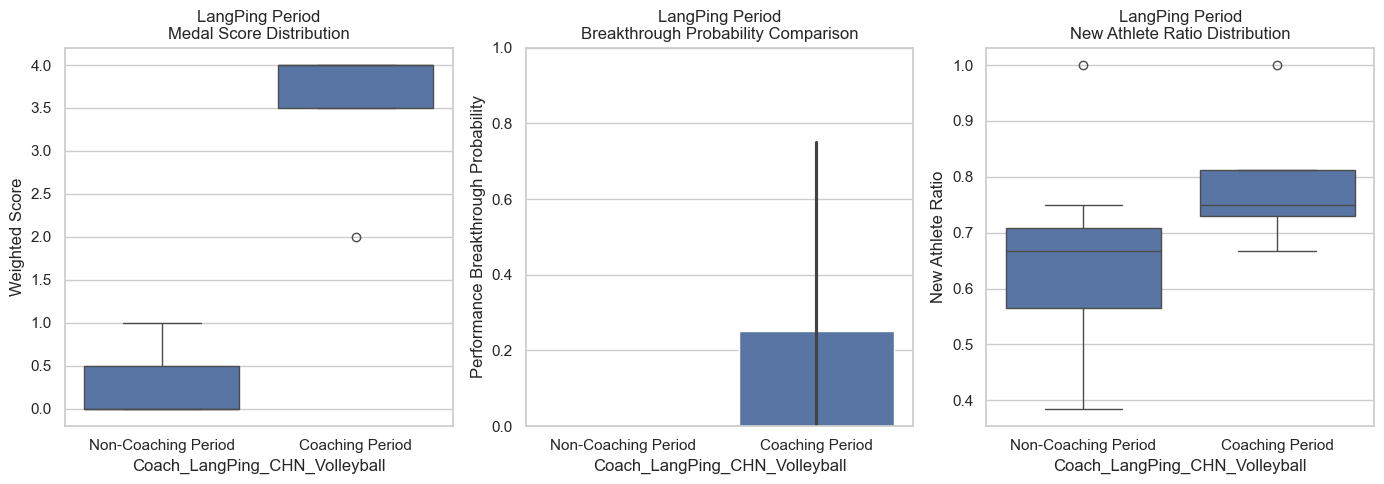 LangPing Period
Medal Score Distribution
Weighted Score
4.0
3.5
3.0
2.5
2.0
1.5
1.0
0.5
0.0
Non-Coaching Period
Coaching Period
Coach_LangPing_CHN_Volleyball
LangPing Period
Breakthrough Probability Comparison
Performance Breakthrough Probability
1.0
0.8
0.6
0.4
0.2
0.0
Non-Coaching Period
Coaching Period
Coach_LangPing_CHN_Volleyball
LangPing Period
New Athlete Ratio Distribution
New Athlete Ratio
1.0
0.9
0.8
0.7
0.6
0.5
0.4
Non-Coaching Period
Coaching Period
Coach_LangPing_CHN_Volleyball